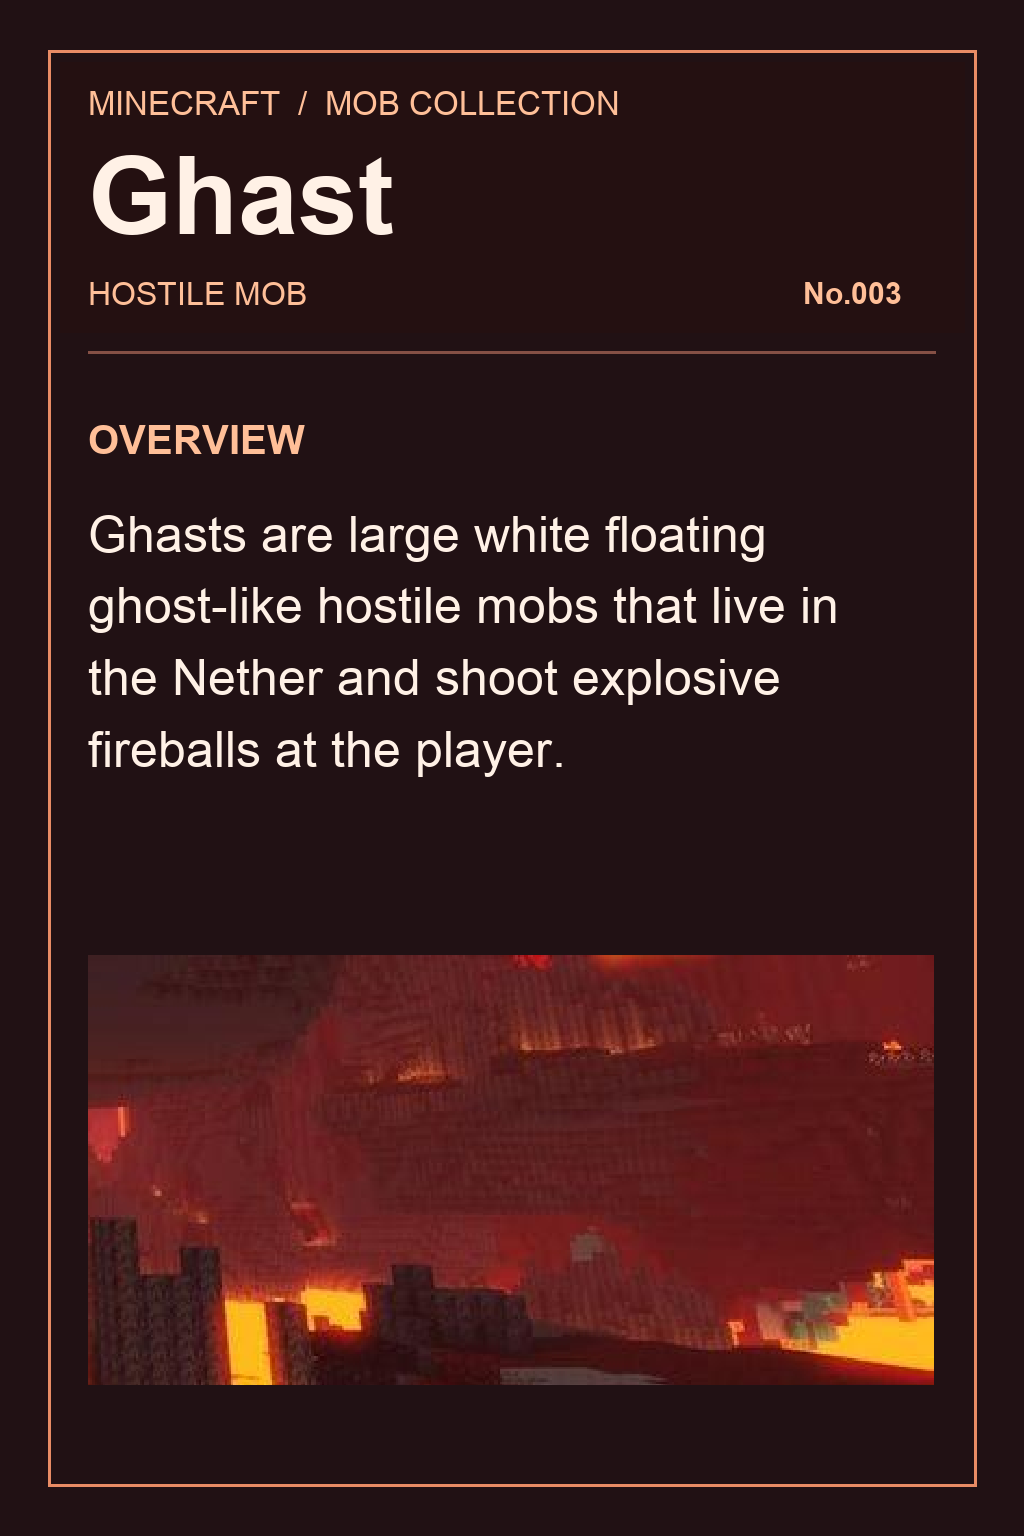 MINECRAFT / MOB COLLECTION
Ghast
HOSTILE MOB
No.003
OVERVIEW
Ghasts are large white floating
ghost-like hostile mobs that live in
the Nether and shoot explosive
fireballs at the player.